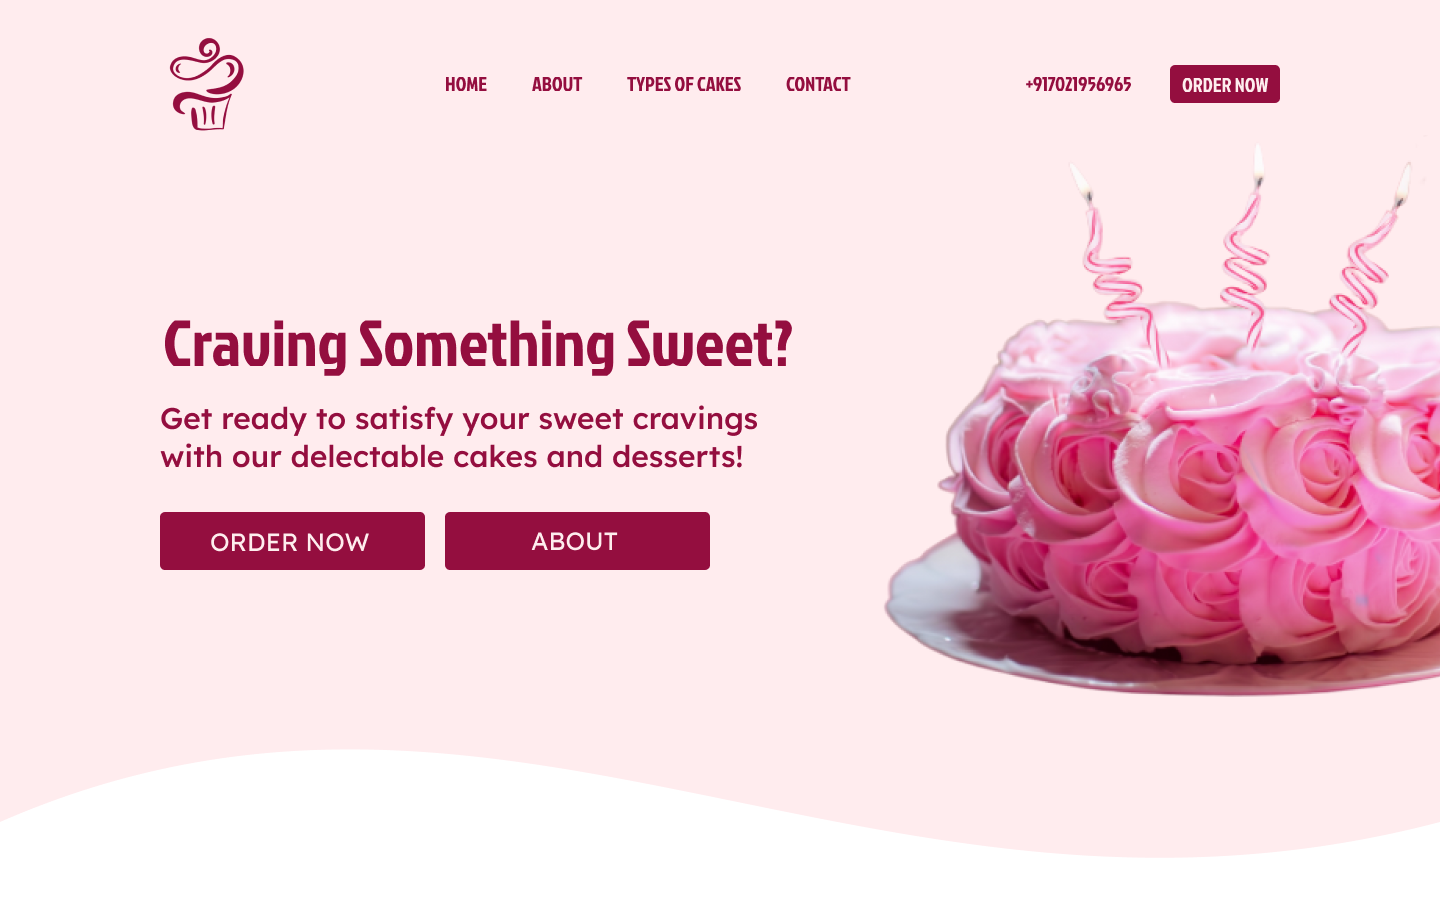 HOME
ABOUT
TYPES OF CAKES
CONTACT
+917021956965
ORDER NOW
Craving Something Sweet?
Get ready to satisfy your sweet cravings
with our delectable cakes and desserts!
ORDER NOW
ABOUT